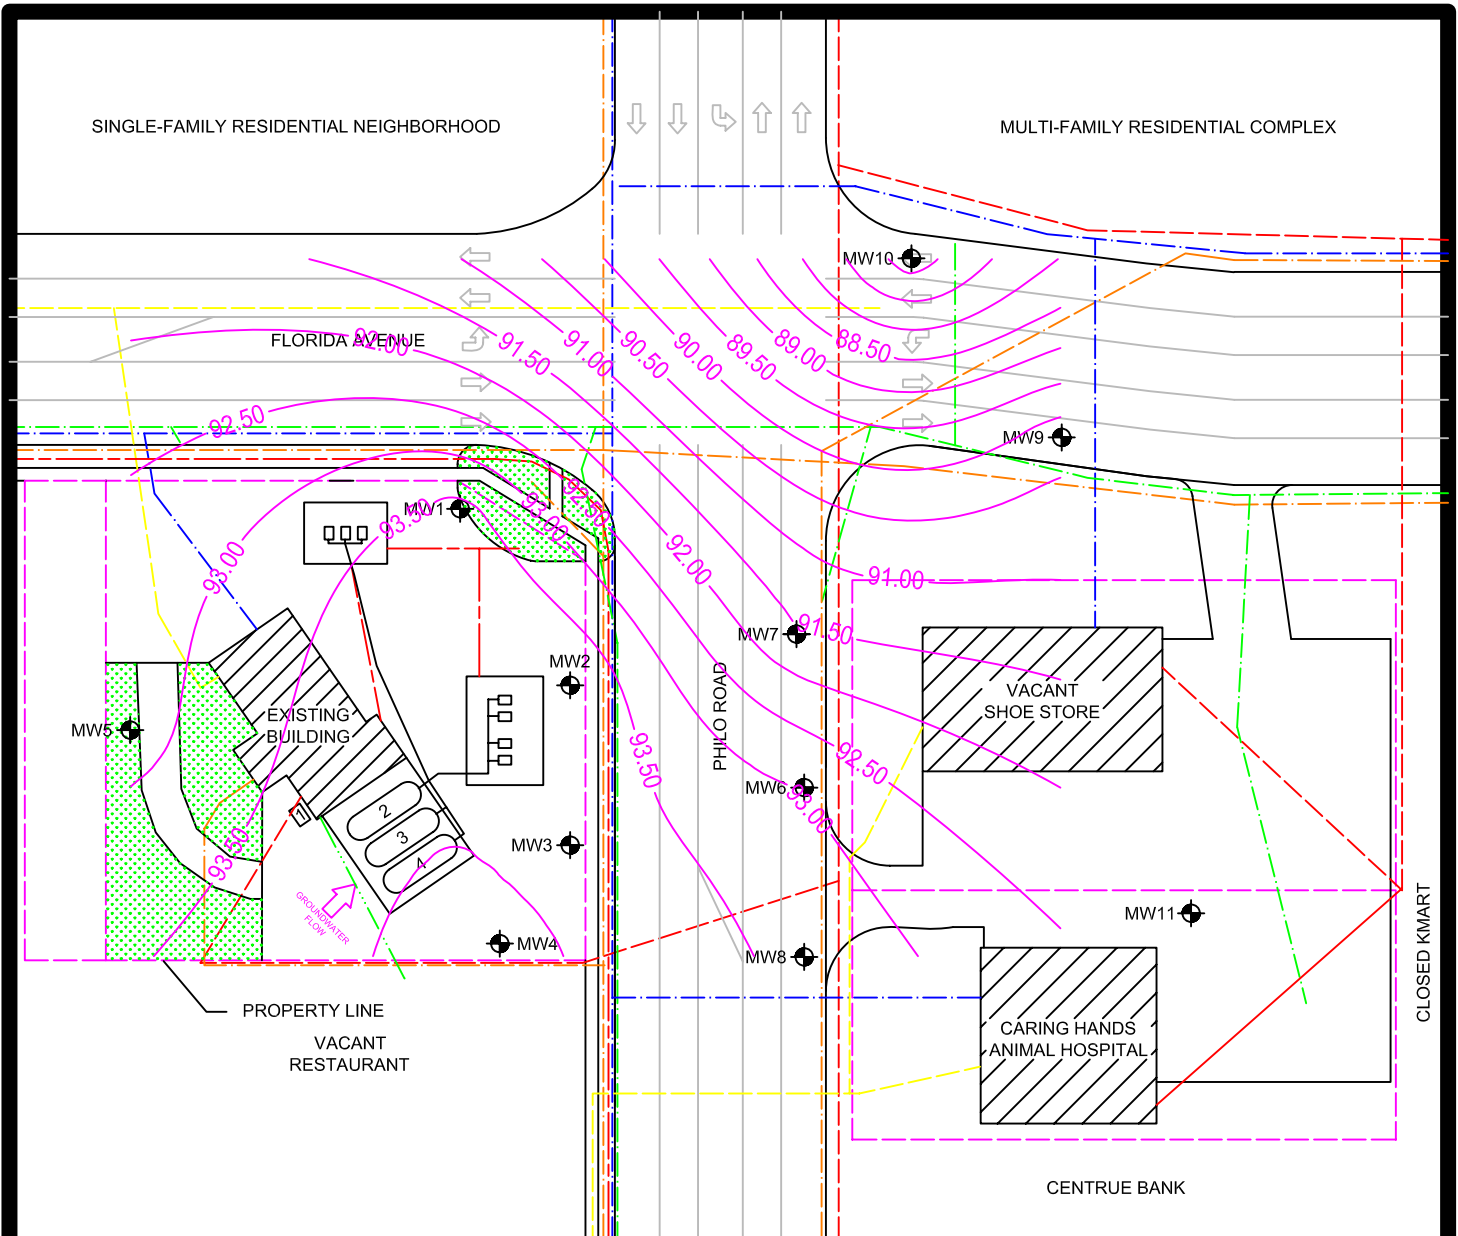 SINGLE-FAMILY RESIDENTIAL NEIGHBORHOOD
MULTI-FAMILY RESIDENTIAL COMPLEX
MW10
FLORIDA AVENUE
92.00
91.50
91.00
90.50
90.00
89.50
89.00
88.50
92.50
MW9
93.50
MW1
93.00
92.50
93.00
92.00
91.00
MW7
91.50
MW2
PHILO ROAD
VACANT
SHOE STORE
MW5
EXISTING
BUILDING
93.50
92.50
MW6
93.00
1
2
3
4
93.50
MW3
GROUNDWATER
FLOW
MW4
MW8
MW11
CLOSED KMART
PROPERTY LINE
VACANT
RESTAURANT
CARING HANDS
ANIMAL HOSPITAL
CENTRUE BANK